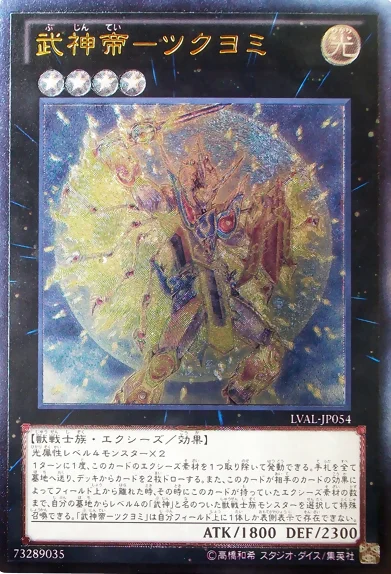 武神帝－ツクヨミ
ぶ じん てい
光
LVAL-JP054
【獣戦士族・エクシーズ／効果】
光属性レベル4モンスター×2
1ターンに1度、このカードのエクシーズ素材を1つ取り除いて発動できる。手札を全て
墓地へ送り、デッキからカードを2枚ドローする。また、このカードが相手のカードの効果に
よってフィールド上から離れた時、その時にこのカードが持っていたエクシーズ素材の数
まで、自分の墓地からレベル4の「武神」と名のついた獣戦士族モンスターを選択して特殊
召喚できる。「武神帝－ツクヨミ」は自分フィールド上に1体しか表側表示で存在できない。
ATK/1800 DEF/2300
73289035
©高橋和希 スタジオ・ダイス/集英社